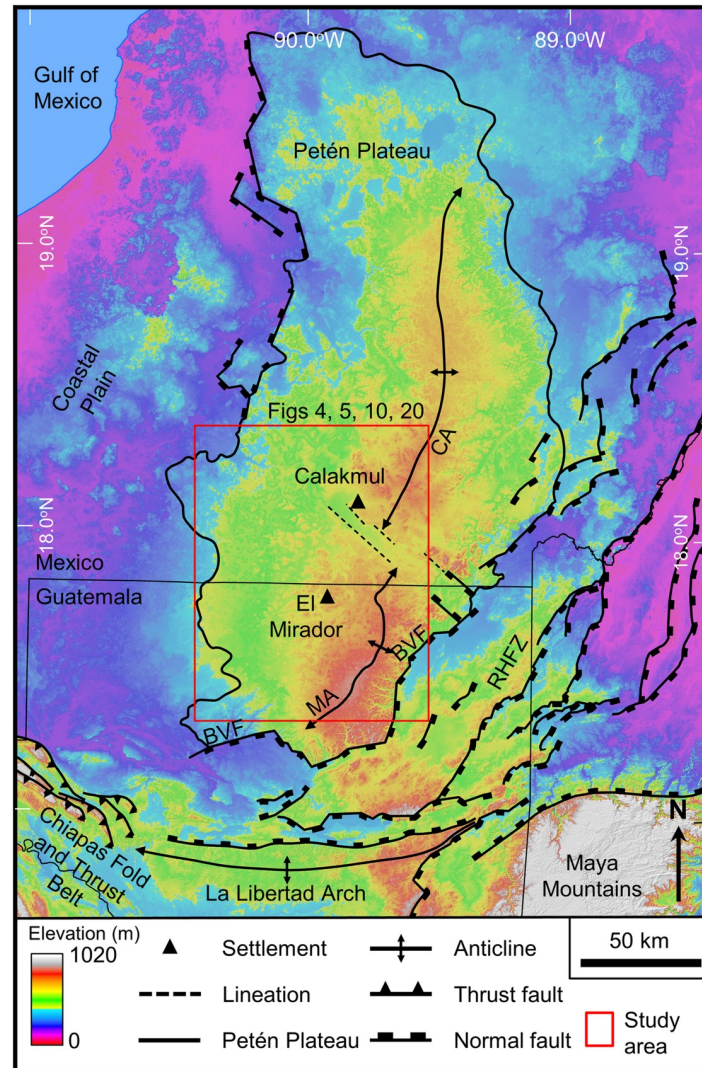 90.0°W
89.0°W
Gulf of
Mexico
Petén Plateau
19.0°N
19.0°N
Coastal
Plain
Figs 4, 5, 10, 20
CA
Calakmul
18.0°N
18.0°N
Mexico
Guatemala
El
Mirador
BVF
RHFZ
MA
BVF
Chiapas Fold
and Thrust
Belt
La Libertad Arch
N
Maya
Mountains
Elevation (m)
1020
0
Settlement
Lineation
Petén Plateau
Anticline
Thrust fault
Normal fault
50 km
Study
area